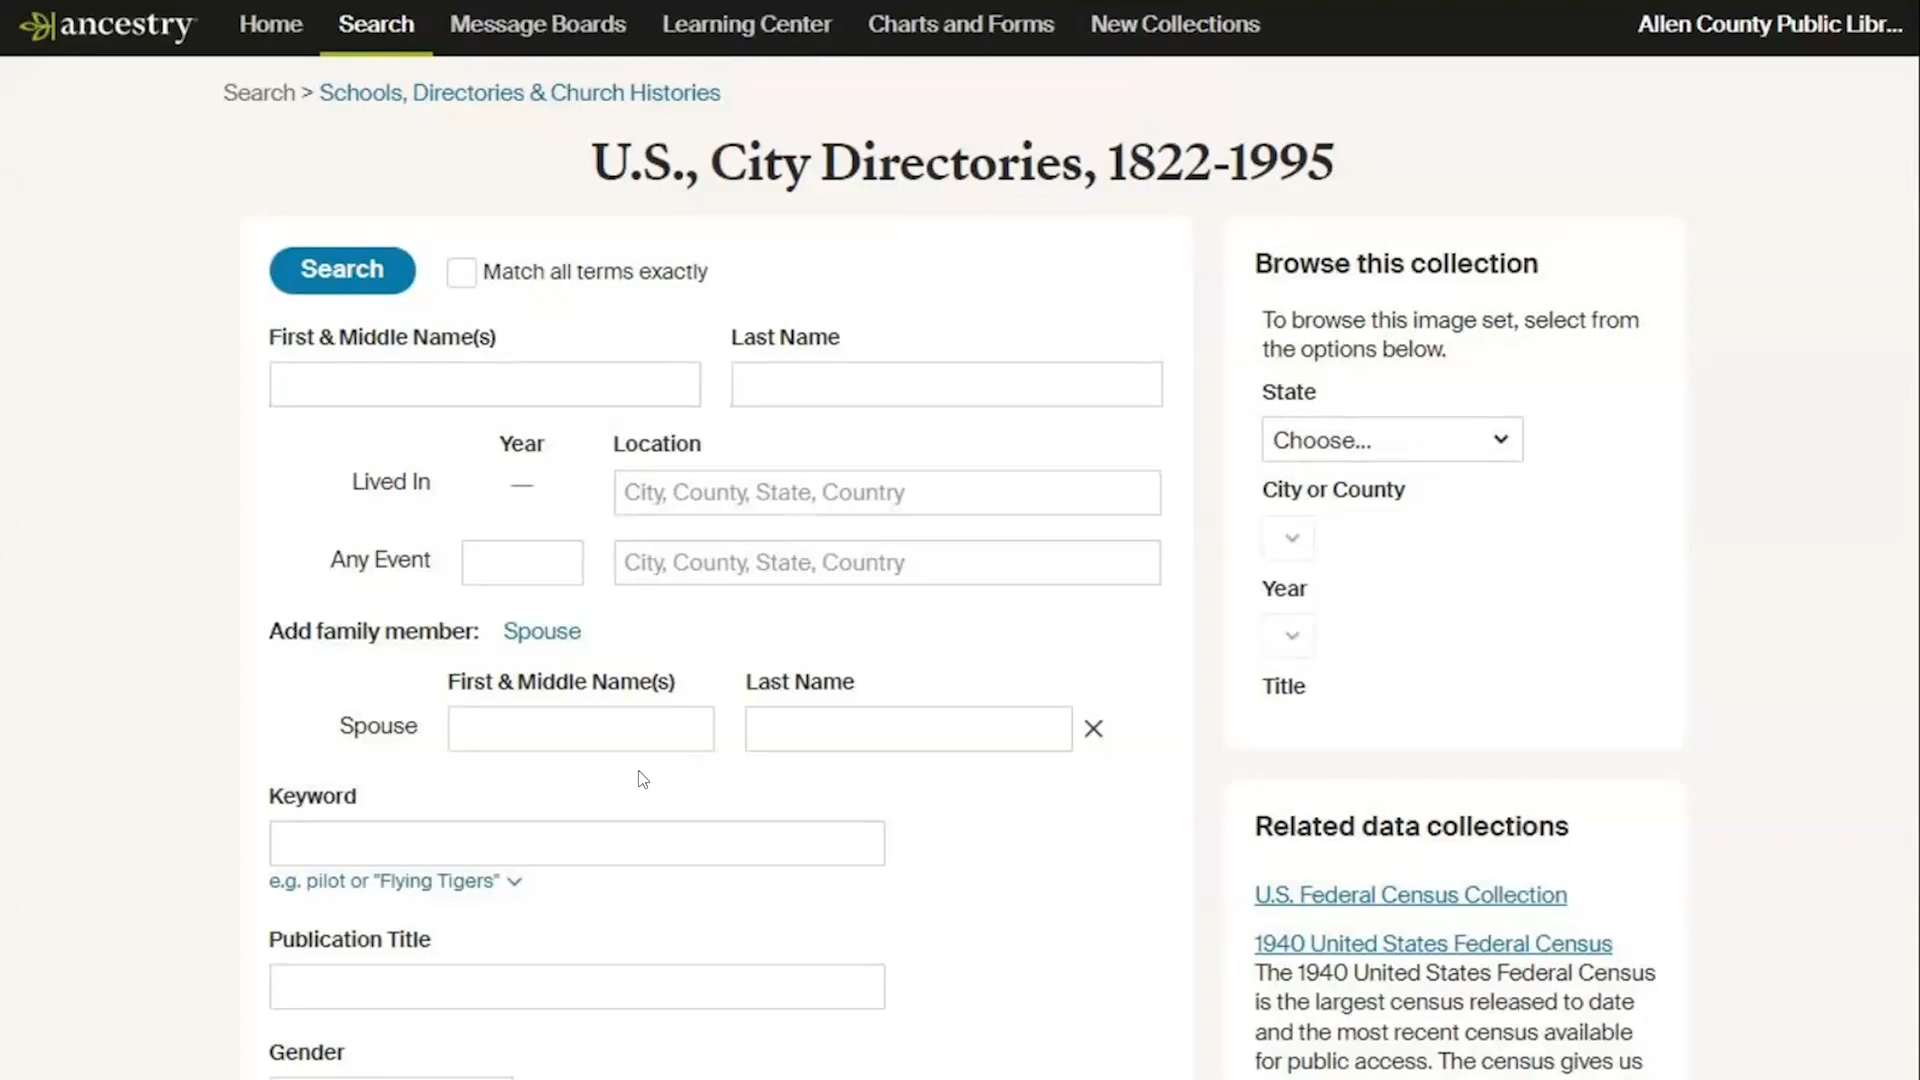 ancestry
Home
Search
Message Boards
Learning Center
Charts and Forms
New Collections
Allen County Public Libr...
Search > Schools, Directories & Church Histories
U.S., City Directories, 1822-1995
Search
Match all terms exactly
First & Middle Name(s)
Last Name
Year
Location
Lived In
—
City, County, State, Country
Any Event
City, County, State, Country
Add family member:
Spouse
First & Middle Name(s)
Last Name
Spouse
Keyword
e.g. pilot or "Flying Tigers"
Publication Title
Gender
Browse this collection
To browse this image set, select from
the options below.
State
Choose...
City or County
Year
Title
Related data collections
U.S. Federal Census Collection
1940 United States Federal Census
The 1940 United States Federal Census
is the largest census released to date
and the most recent census available
for public access. The census gives us